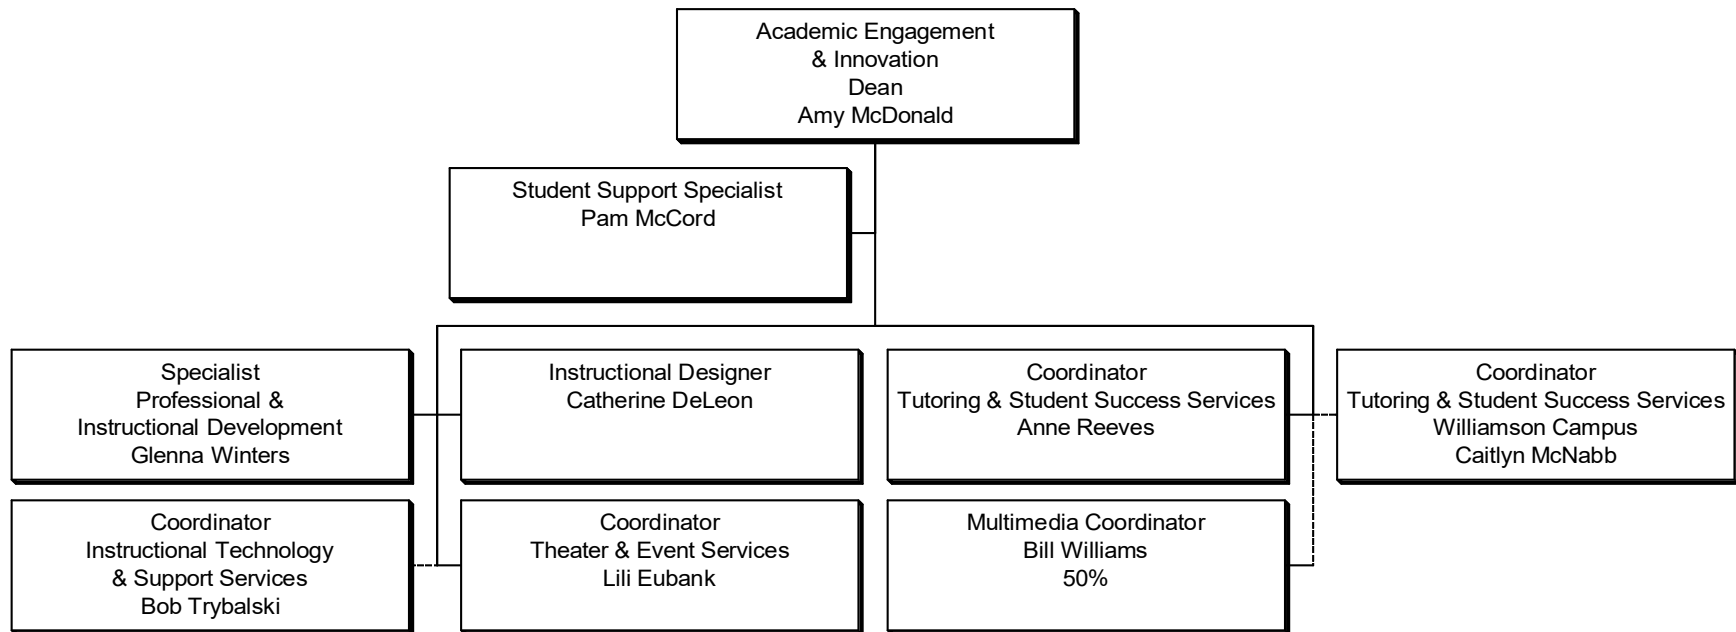 Academic Engagement
& Innovation
Dean
Amy McDonald
Student Support Specialist
Pam McCord
Specialist
Professional &
Instructional Development
Glenna Winters
Instructional Designer
Catherine DeLeon
Coordinator
Tutoring & Student Success Services
Anne Reeves
Coordinator
Tutoring & Student Success Services
Williamson Campus
Caitlyn McNabb
Coordinator
Instructional Technology
& Support Services
Bob Trybalski
Coordinator
Theater & Event Services
Lili Eubank
Multimedia Coordinator
Bill Williams
50%